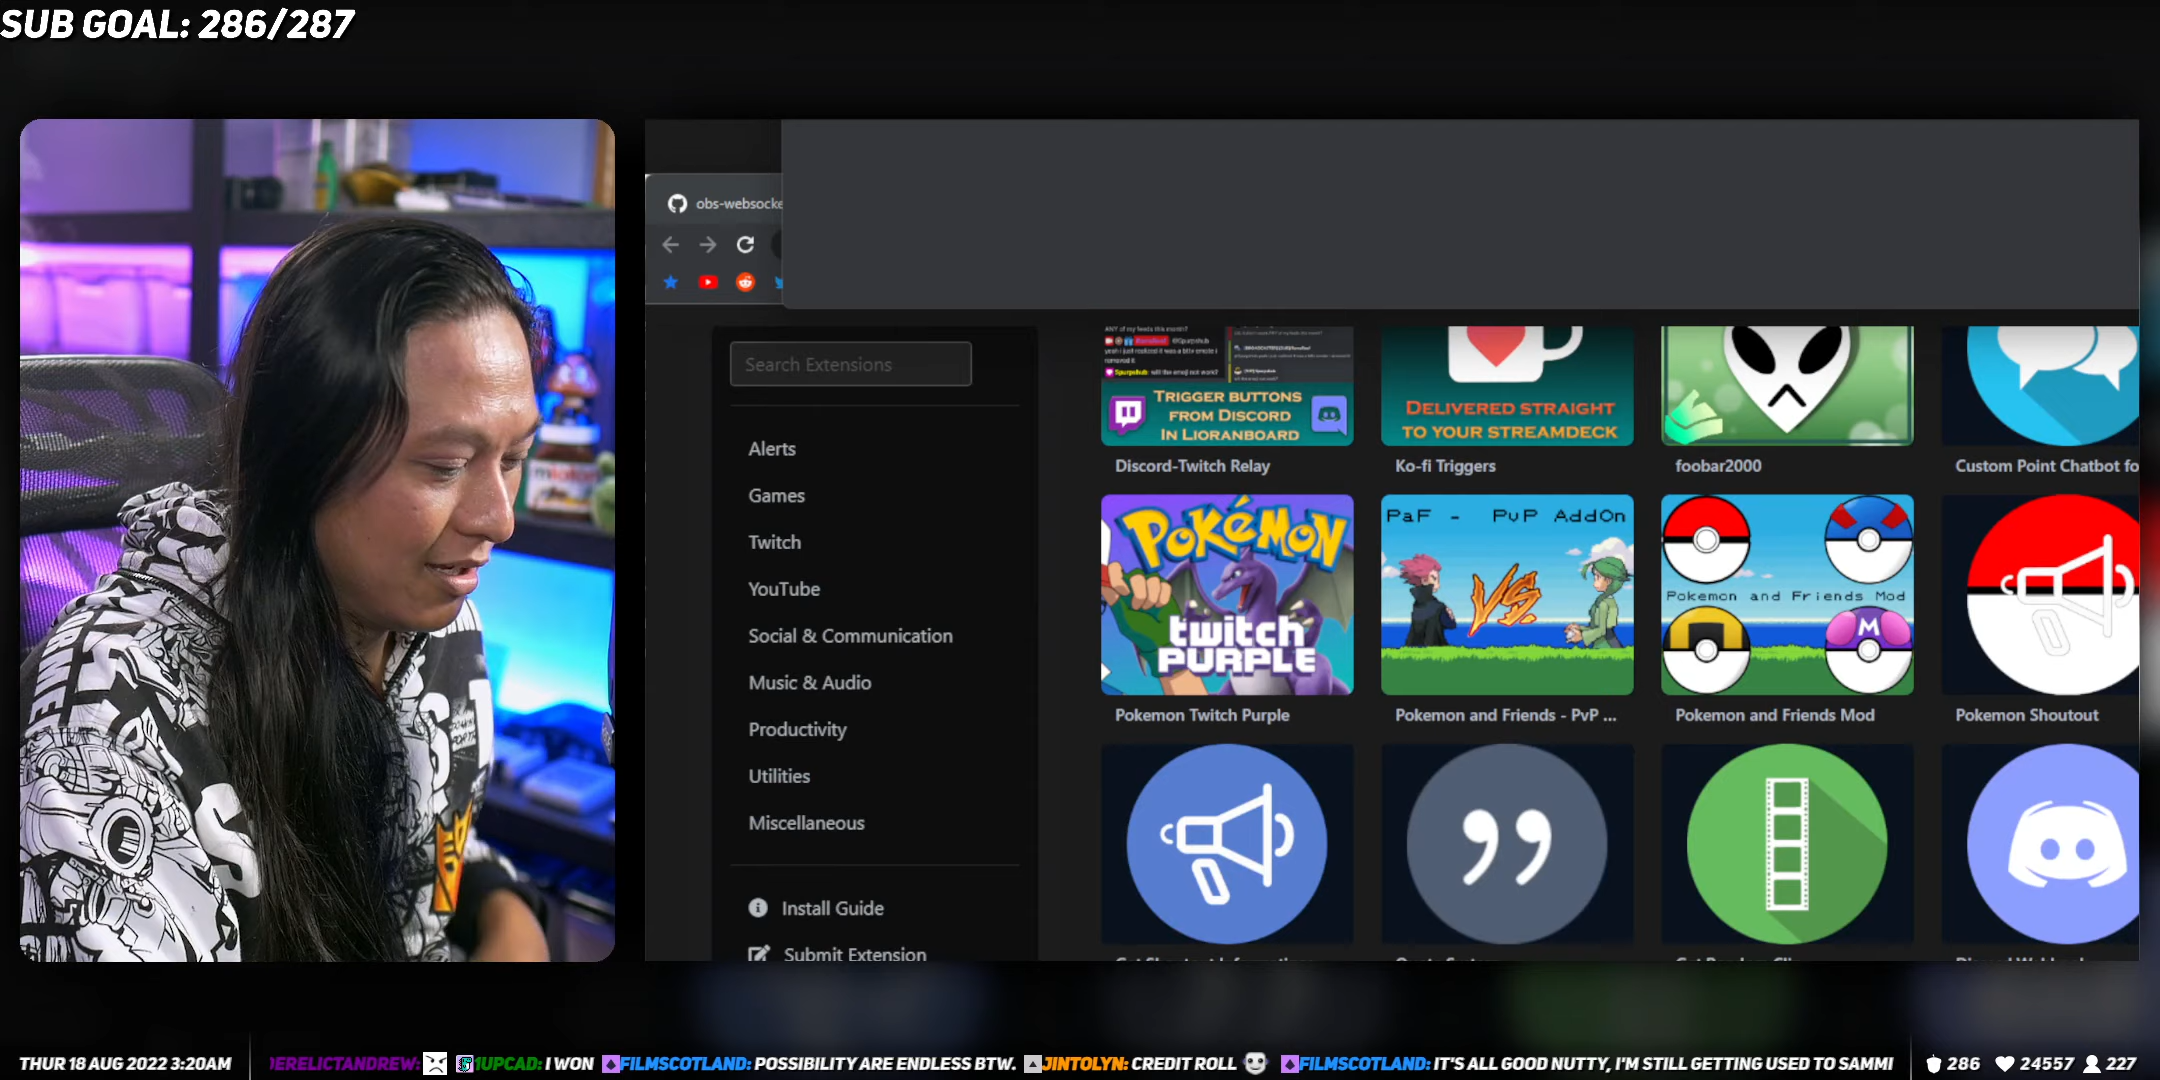 SUB GOAL: 286/287
obs-websocke
Search Extensions
Alerts
Games
Twitch
YouTube
Social & Communication
Music & Audio
Productivity
Utilities
Miscellaneous
Install Guide
Submit Extension
TRIGGER BUTTONS
FROM DISCORD
IN LIORANBOARD
Discord-Twitch Relay
DELIVERED STRAIGHT
TO YOUR STREAMDECK
Ko-fi Triggers
foobar2000
Custom Point Chatbot fo
POKéMON
twitch
PURPLE
Pokemon Twitch Purple
PaF - PvP AddOn
VS.
Pokemon and Friends - PvP ...
Pokemon and Friends Mod
M
Pokemon and Friends Mod
Pokemon Shoutout
THUR 18 AUG 2022 3:20AM
DERELICTANDREW: 1UPCAD: I WON FILMSCOTLAND: POSSIBILITY ARE ENDLESS BTW. JINTOLYN: CREDIT ROLL FILMSCOTLAND: IT'S ALL GOOD NUTTY, I'M STILL GETTING USED TO SAMMI
286 24557 227